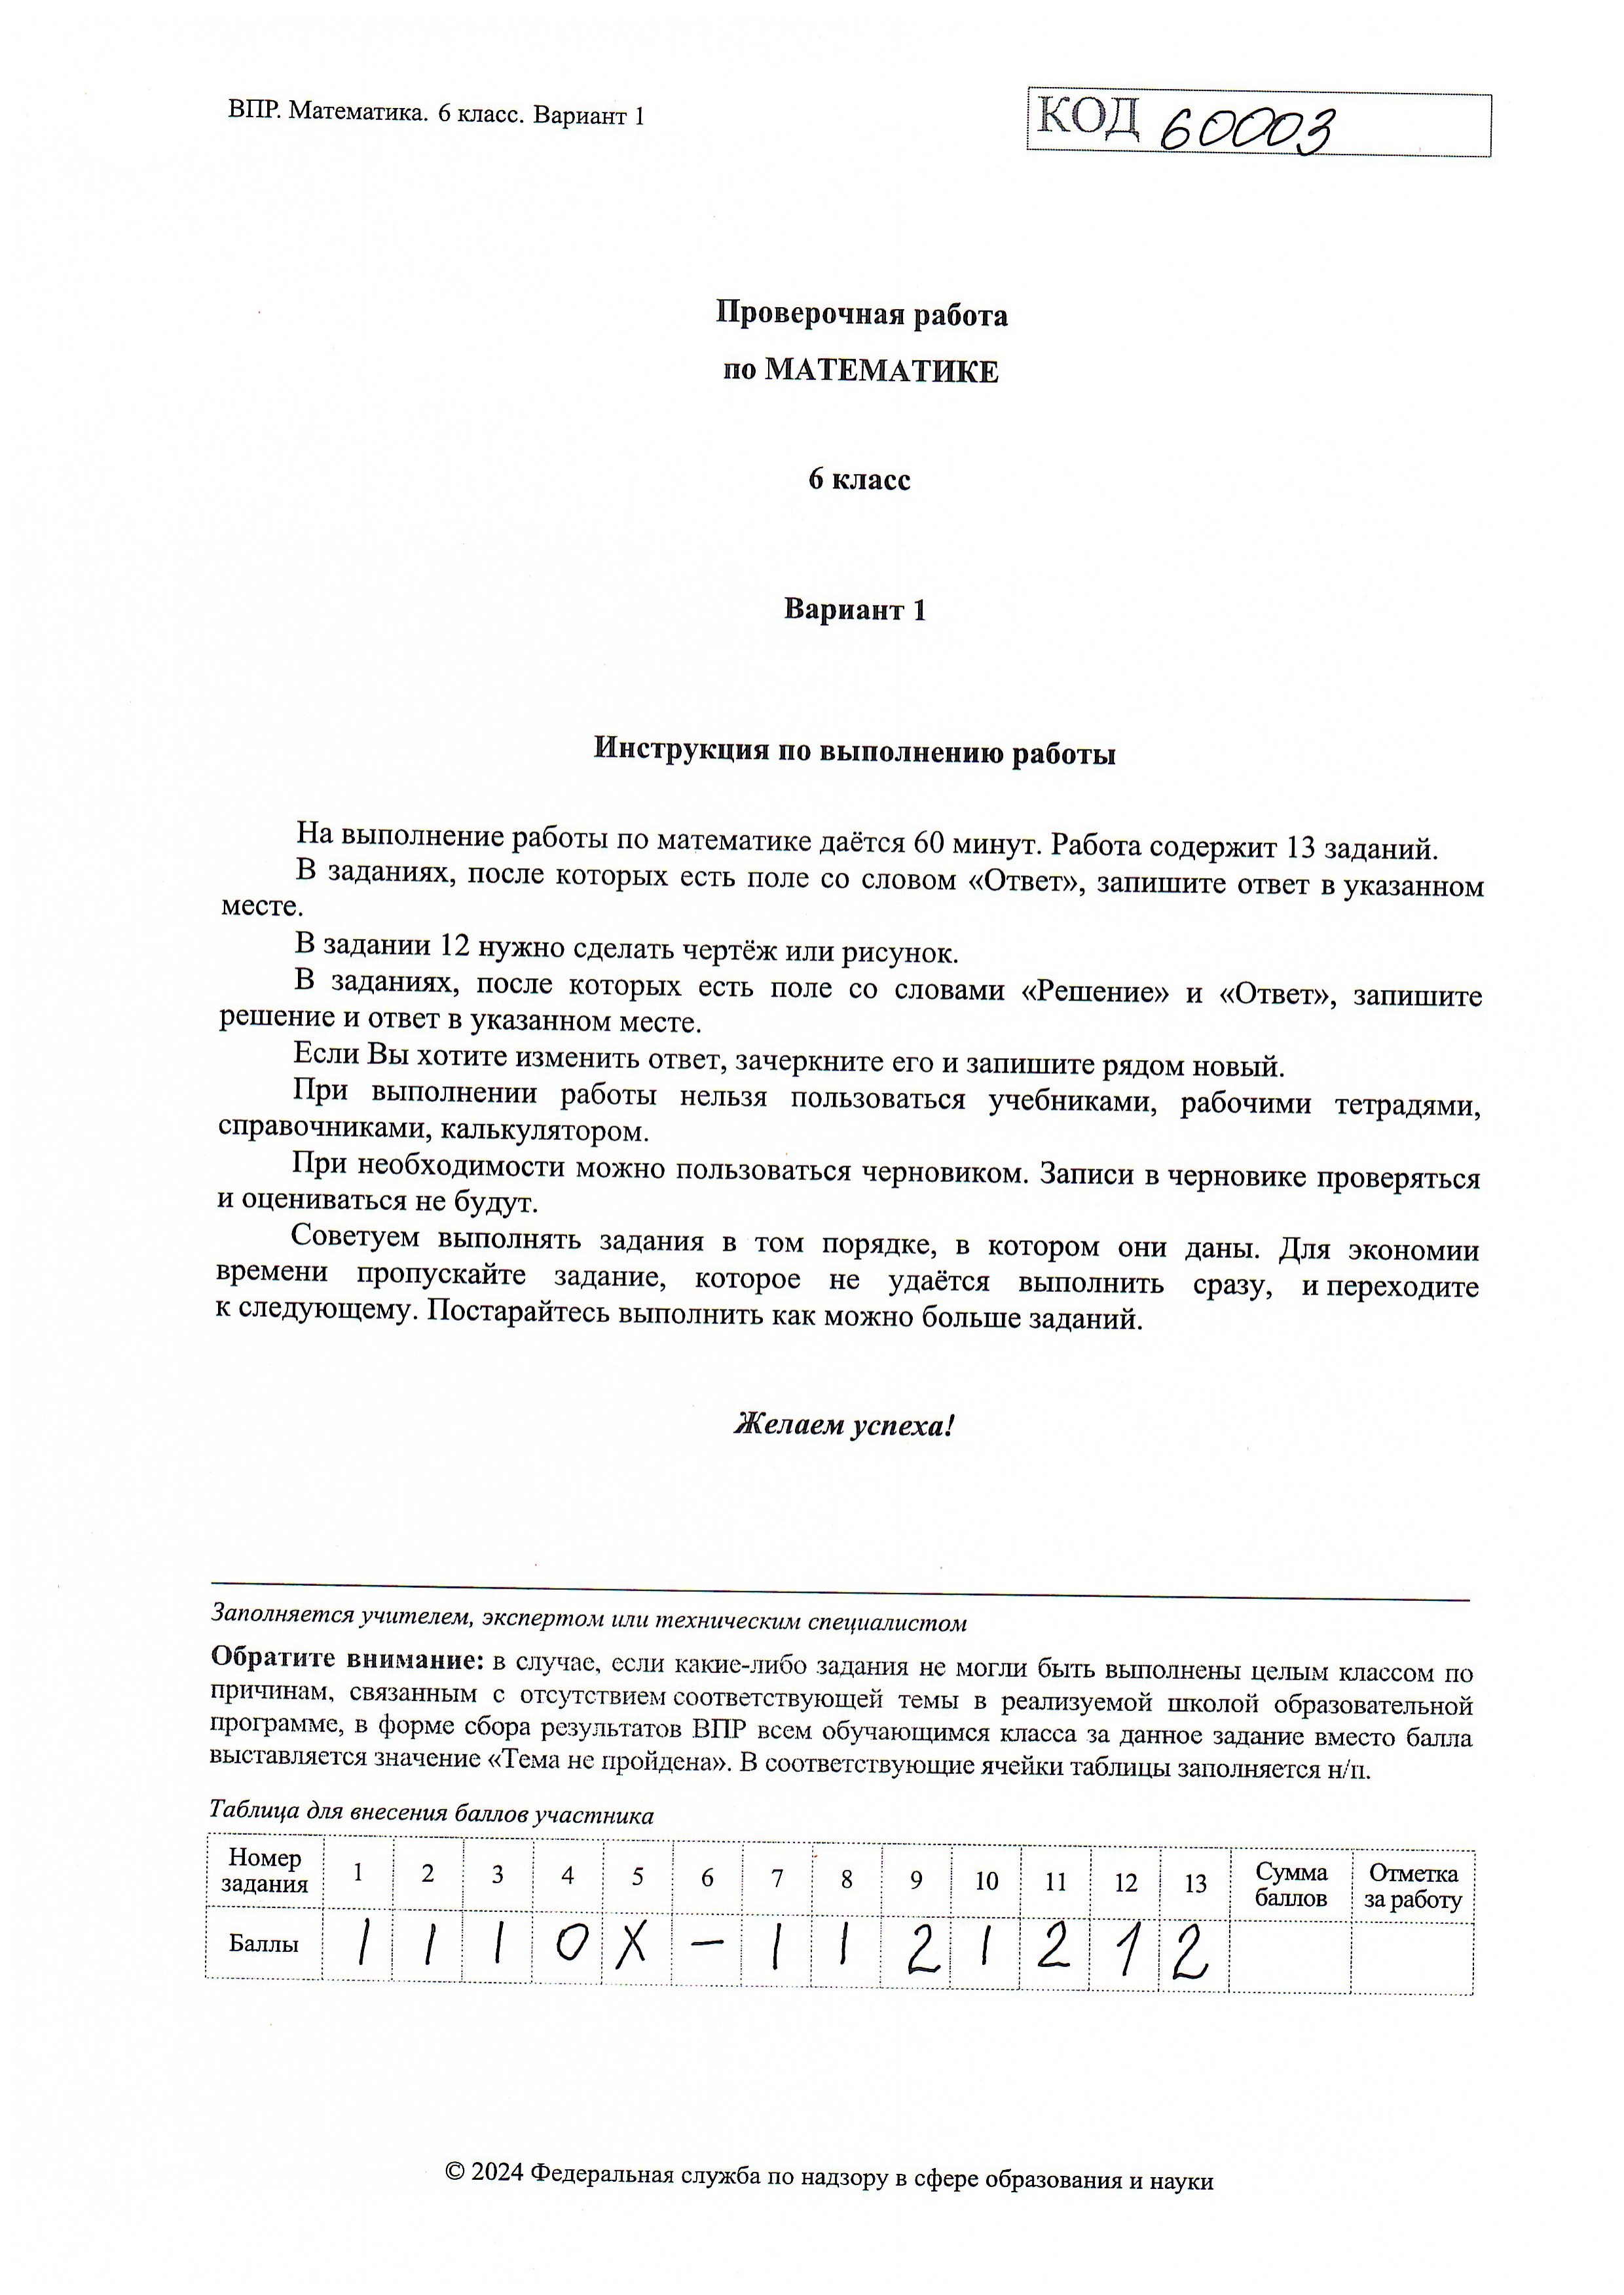 ВПР. Математика. 6 класс. Вариант 1
КОД 60003
Проверочная работа
по МАТЕМАТИКЕ
6 класс
Вариант 1
Инструкция по выполнению работы
На выполнение работы по математике даётся 60 минут. Работа содержит 13 заданий.
В заданиях, после которых есть поле со словом «Ответ», запишите ответ в указанном
месте.
В задании 12 нужно сделать чертёж или рисунок.
В заданиях, после которых есть поле со словами «Решение» и «Ответ», запишите
решение и ответ в указанном месте.
Если Вы хотите изменить ответ, зачеркните его и запишите рядом новый.
При выполнении работы нельзя пользоваться учебниками, рабочими тетрадями,
справочниками, калькулятором.
При необходимости можно пользоваться черновиком. Записи в черновике проверяться
и оцениваться не будут.
Советуем выполнять задания в том порядке, в котором они даны. Для экономии
времени пропускайте задание, которое не удаётся выполнить сразу, и переходите
к следующему. Постарайтесь выполнить как можно больше заданий.
Желаем успеха!
Заполняется учителем, экспертом или техническим специалистом
Обратите внимание: в случае, если какие-либо задания не могли быть выполнены целым классом по
причинам, связанным с отсутствием соответствующей темы в реализуемой школой образовательной
программе, в форме сбора результатов ВПР всем обучающимся класса за данное задание вместо балла
выставляется значение «Тема не пройдена». В соответствующие ячейки таблицы заполняется н/п.
Таблица для внесения баллов участника
Номер задания 1 2 3 4 5 6 7 8 9 10 11 12 13 Сумма баллов Отметка за работу
Баллы 1 1 1 0 X – 1 1 2 1 2 1 2
© 2024 Федеральная служба по надзору в сфере образования и науки